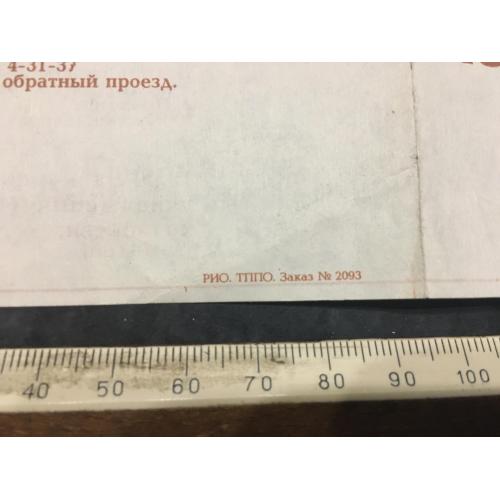 4-31-37
обратный проезд.
РИО. ТППО. Заказ № 2093
40 50 60 70 80 90 100